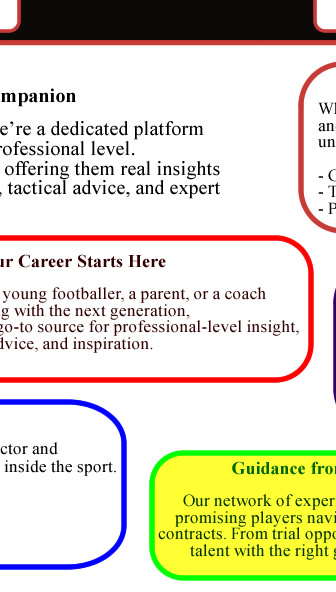 mpanion
e’re a dedicated platform
rofessional level.
offering them real insights
, tactical advice, and expert
Wh
an
un
- C
- T
- P
ur Career Starts Here
young footballer, a parent, or a coach
g with the next generation,
go-to source for professional-level insight,
dvice, and inspiration.
ctor and
inside the sport.
Guidance fro
Our network of exper
promising players navi
contracts. From trial oppo
talent with the right g